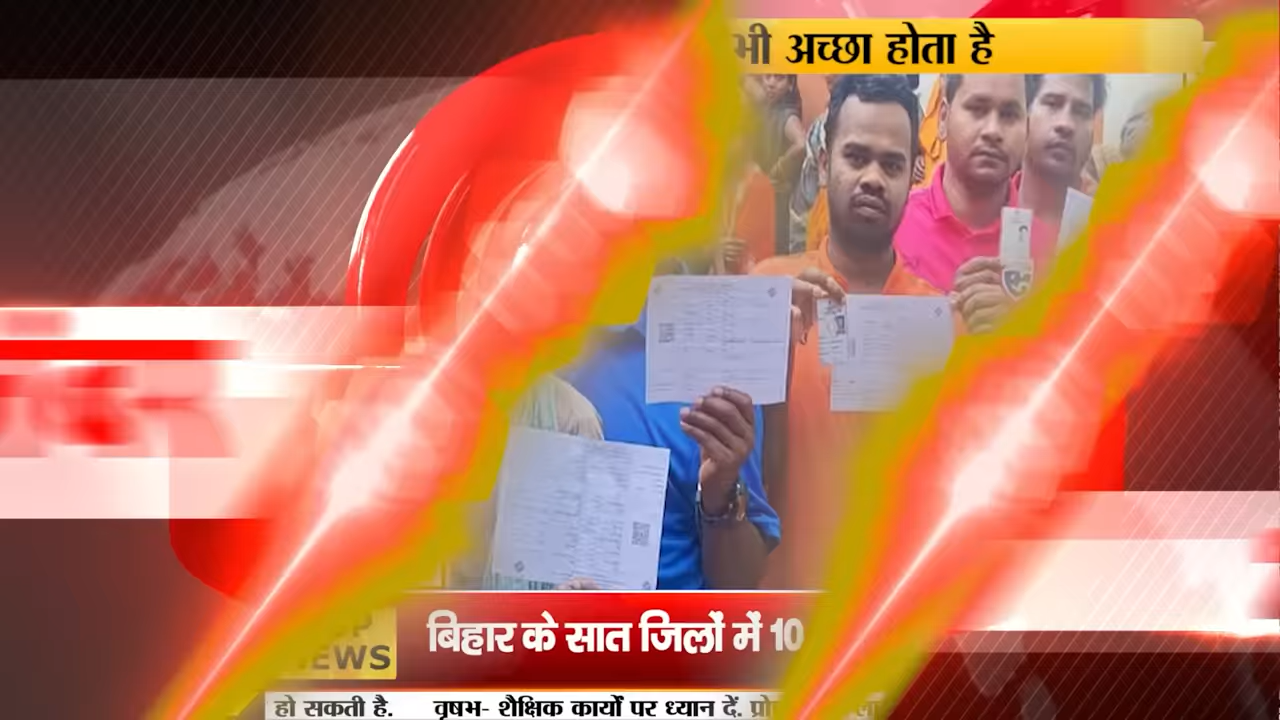 भी अच्छा होता है
बिहार के सात जिलों में 10
NEWS
हो सकती है. वृषभ- शैक्षिक कार्यों पर ध्यान दें.